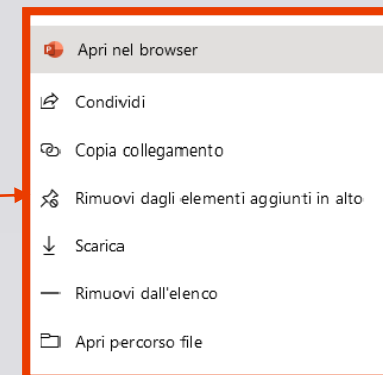 Apri nel browser
Condividi
Copia collegamento
Rimuovi dagli elementi aggiunti in alto
Scarica
Rimuovi dall'elenco
Apri percorso file